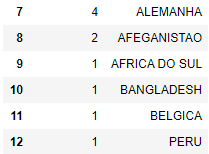 7 4 ALEMANHA
8 2 AFEGANISTAO
9 1 AFRICA DO SUL
10 1 BANGLADESH
11 1 BELGICA
12 1 PERU